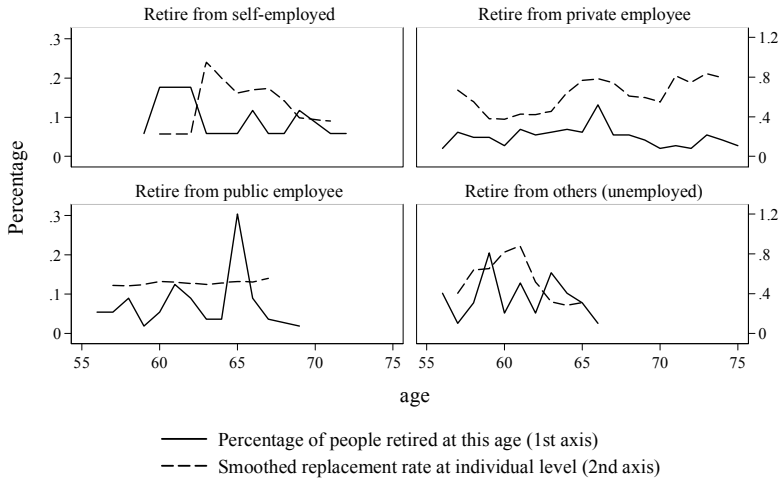 Retire from self-employed
Retire from private employee
.3
.2
.1
0
1.2
.8
.4
0
Retire from public employee
Retire from others (unemployed)
.3
.2
.1
0
1.2
.8
.4
0
55 60 65 70 75
55 60 65 70 75
Percentage
age
Percentage of people retired at this age (1st axis)
Smoothed replacement rate at individual level (2nd axis)